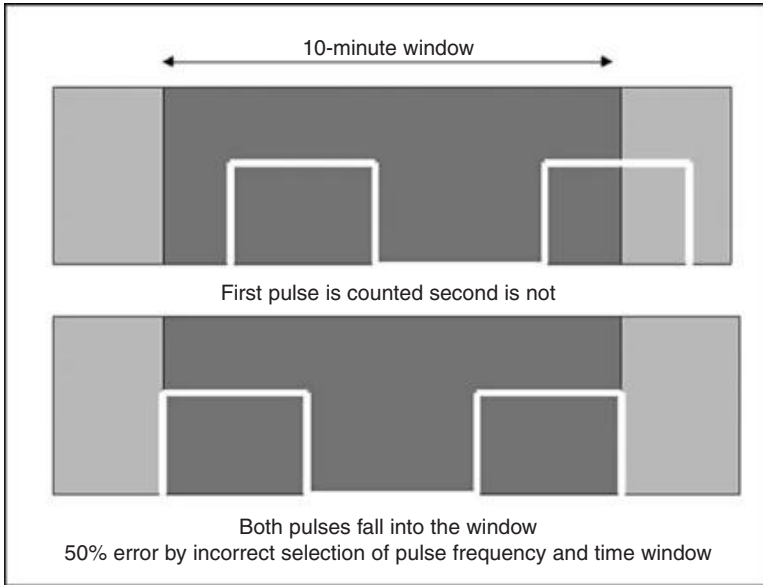 10-minute window
First pulse is counted second is not
Both pulses fall into the window
50% error by incorrect selection of pulse frequency and time window